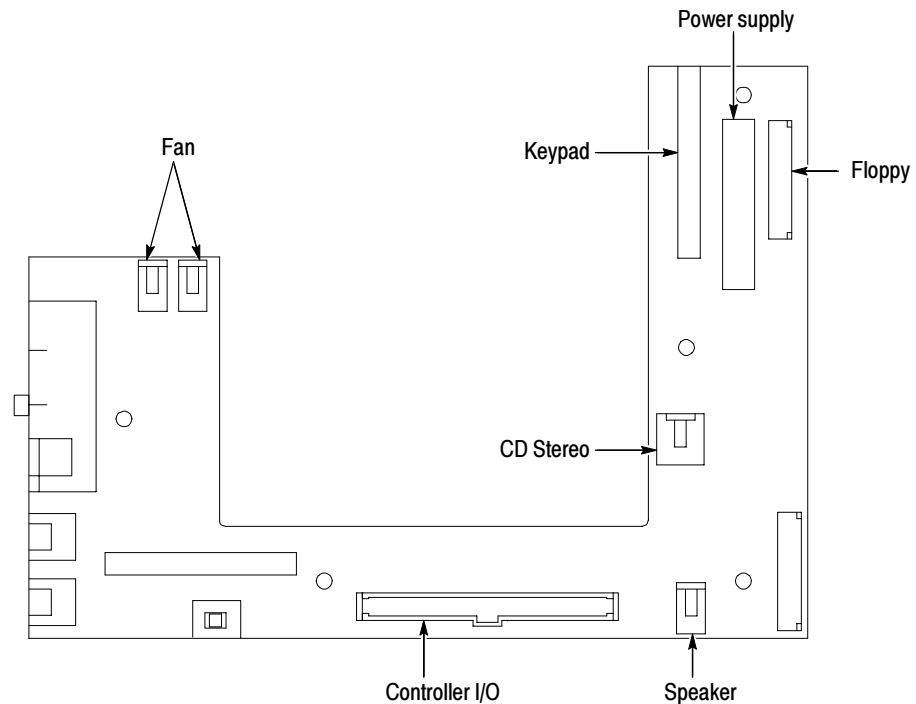 Power supply
Fan
Keypad
Floppy
CD Stereo
Controller I/O
Speaker